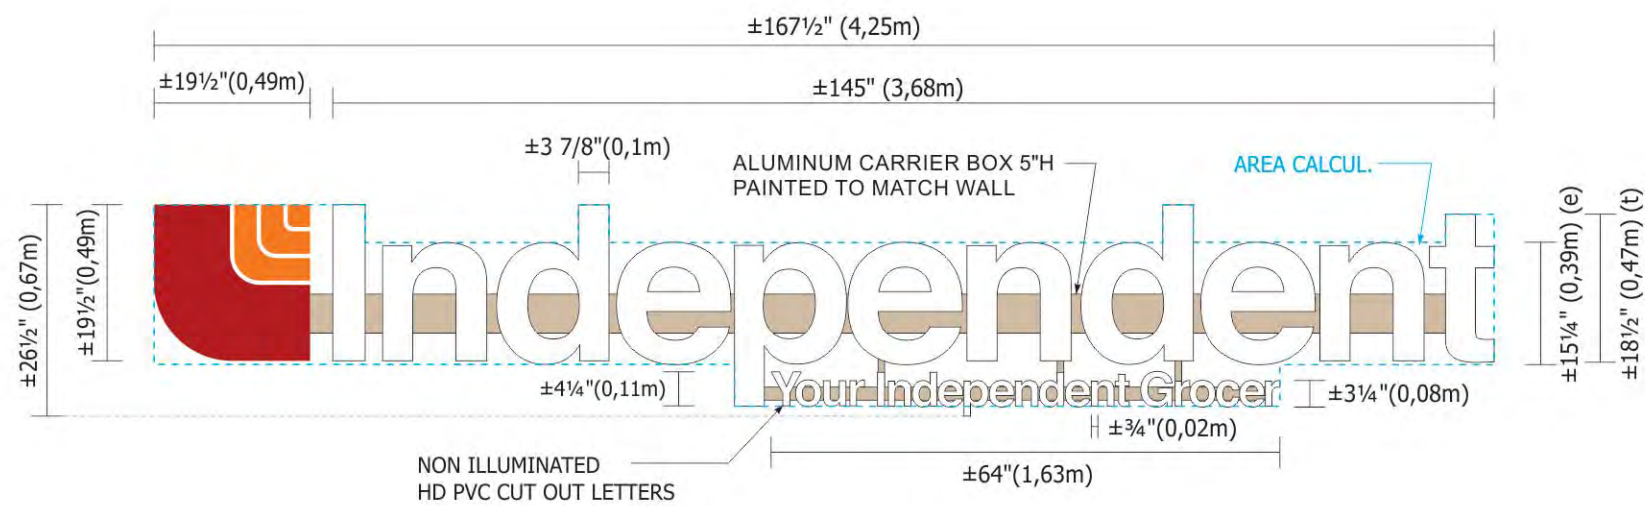 ±167½" (4,25m)
±19½"(0,49m)
±145" (3,68m)
±3 7/8"(0,1m)
ALUMINUM CARRIER BOX 5"H
PAINTED TO MATCH WALL
AREA CALCUL.
±26½" (0,67m)
±19½"(0,49m)
Independent
±15¼" (0,39m) (e)
±18½" (0,47m) (t)
±4¼"(0,11m)
Your Independent Grocer
±3¼"(0,08m)
±¾"(0,02m)
±64"(1,63m)
NON ILLUMINATED
HD PVC CUT OUT LETTERS